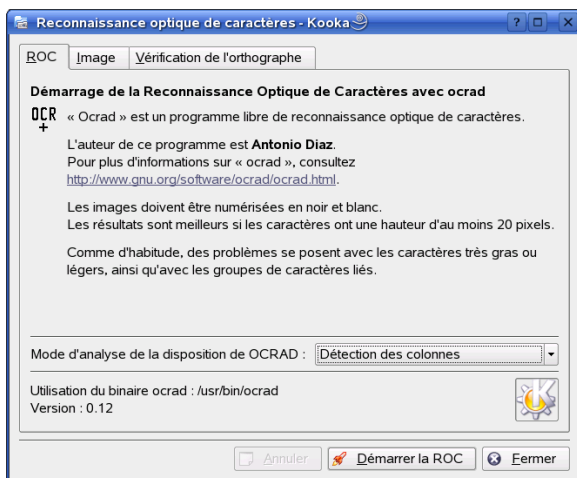 Reconnaissance optique de caractères - Kooka
ROC Image Vérification de l'orthographe
Démarrage de la Reconnaissance Optique de Caractères avec ocrad
OCR
+
« Ocrad » est un programme libre de reconnaissance optique de caractères.
L'auteur de ce programme est Antonio Diaz.
Pour plus d'informations sur « ocrad », consultez
http://www.gnu.org/software/ocrad/ocrad.html.
Les images doivent être numérisées en noir et blanc.
Les résultats sont meilleurs si les caractères ont une hauteur d'au moins 20 pixels.
Comme d'habitude, des problèmes se posent avec les caractères très gras ou
légers, ainsi qu'avec les groupes de caractères liés.
Mode d'analyse de la disposition de OCRAD : Détection des colonnes
Utilisation du binaire ocrad : /usr/bin/ocrad
Version : 0.12
Annuler Démarrer la ROC Fermer